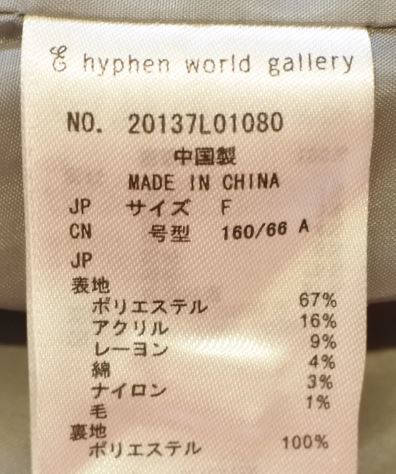 E hyphen world gallery
NO. 20137L01080
中国製
MADE IN CHINA
JP サイズ F
CN 号型 160/66 A
JP
表地
ポリエステル 67%
アクリル 16%
レーヨン 9%
綿 4%
ナイロン 3%
毛 1%
裏地
ポリエステル 100%